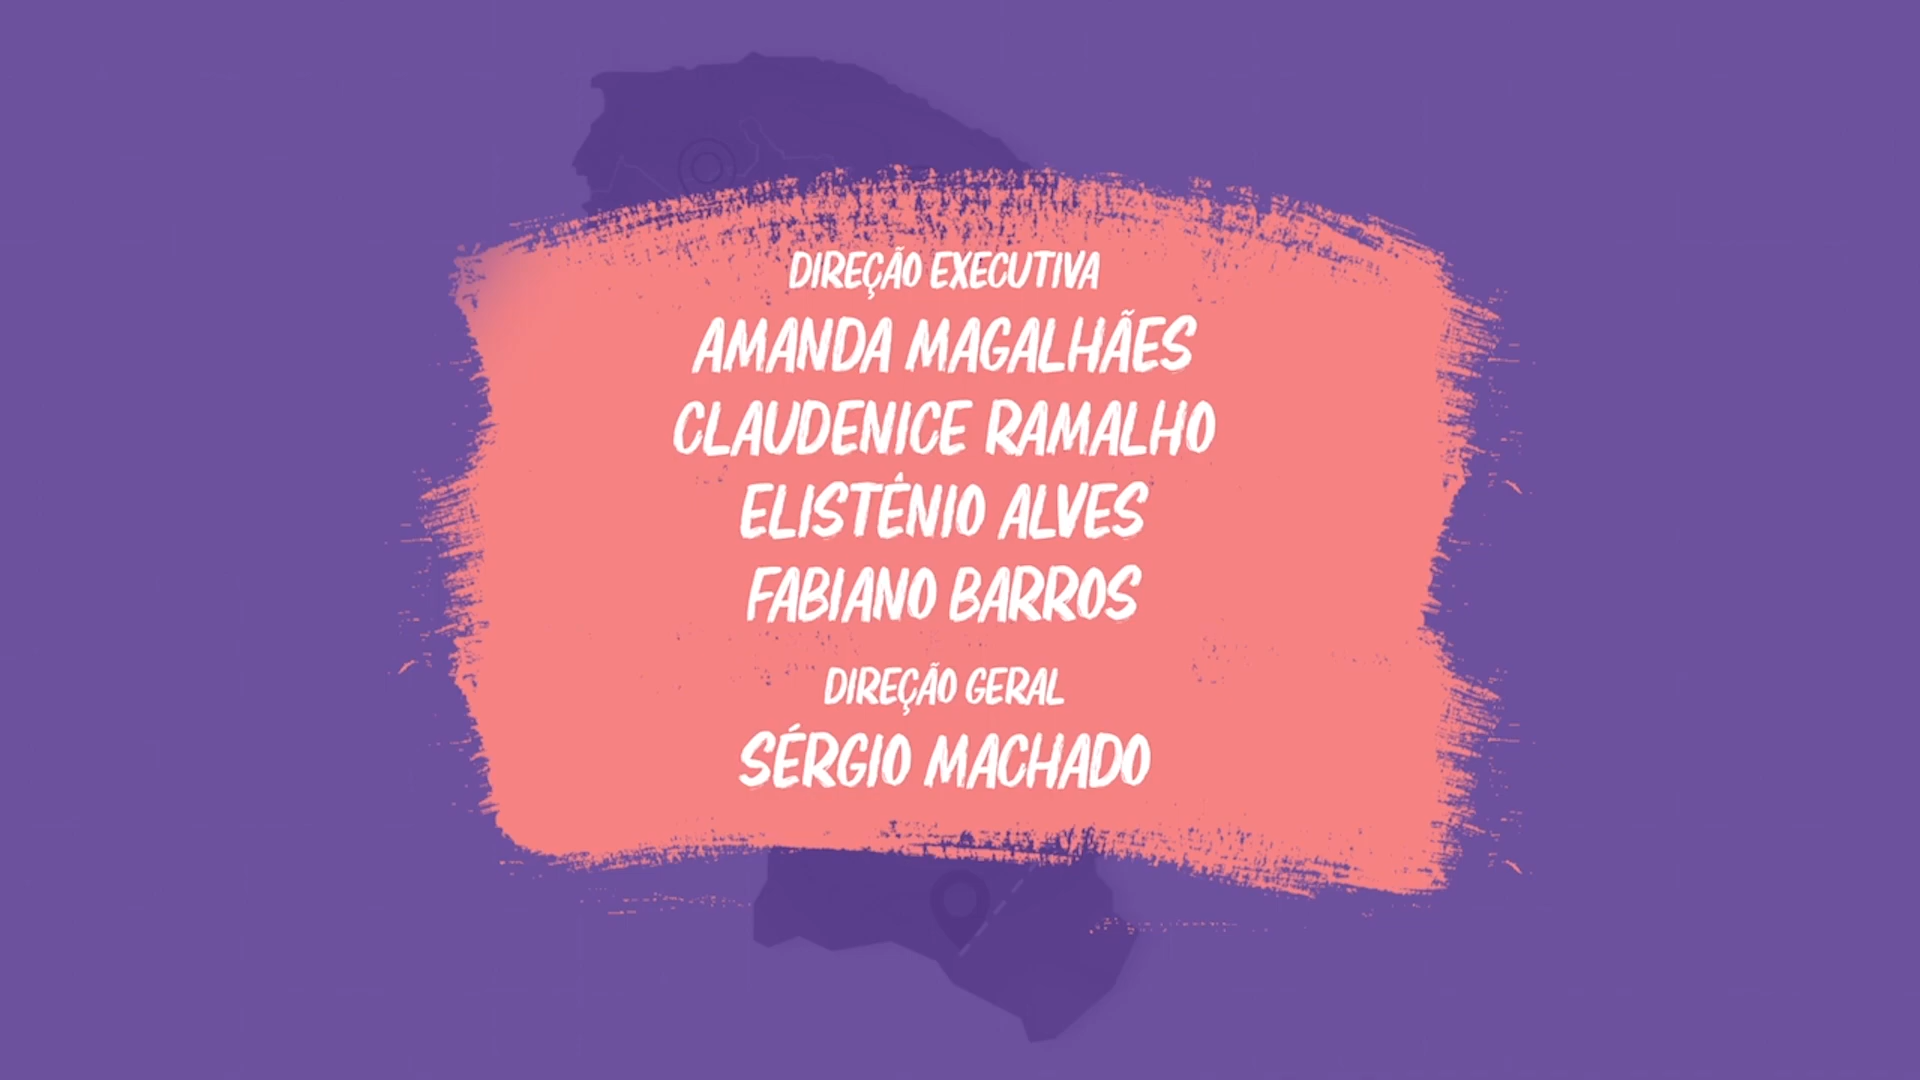 DIREÇÃO EXECUTIVA
AMANDA MAGALHÃES
CLAUDENICE RAMALHO
ELISTÊNIO ALVES
FABIANO BARROS
DIREÇÃO GERAL
SÉRGIO MACHADO